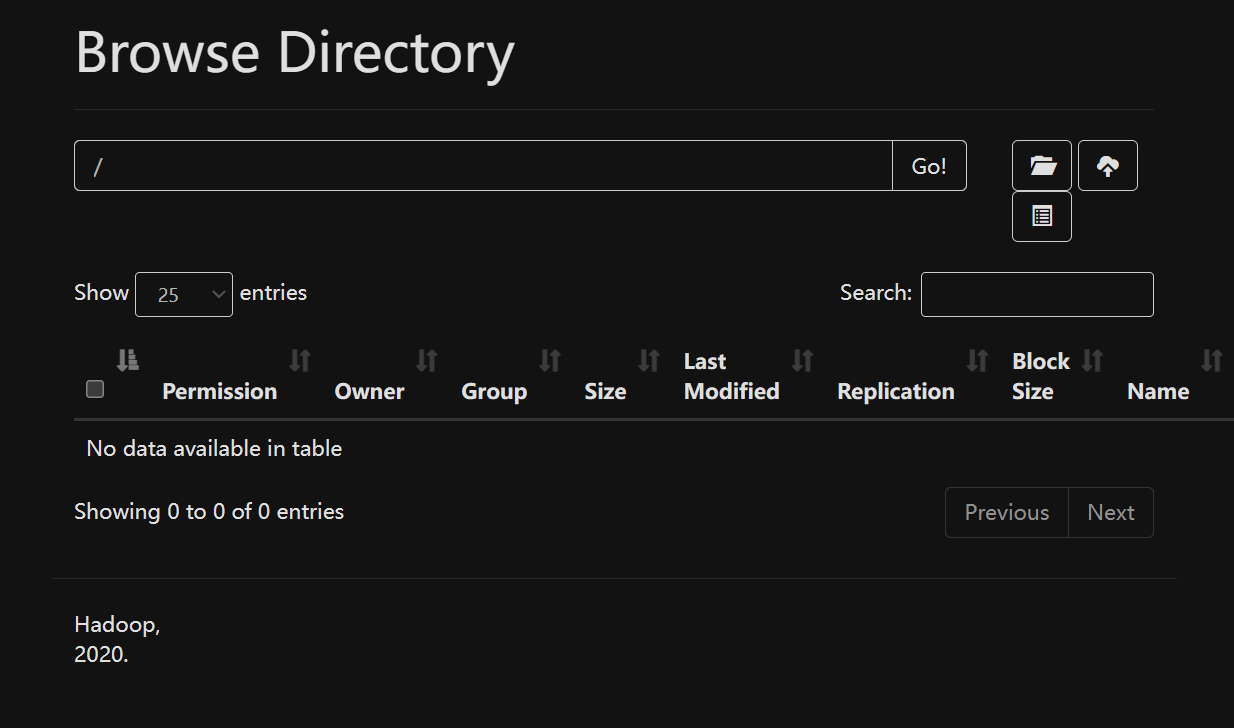 Browse Directory
/
Go!
Show 25 entries
Search:
Permission Owner Group Size Last Modified Replication Block Size Name
No data available in table
Showing 0 to 0 of 0 entries
Previous Next
Hadoop,
2020.